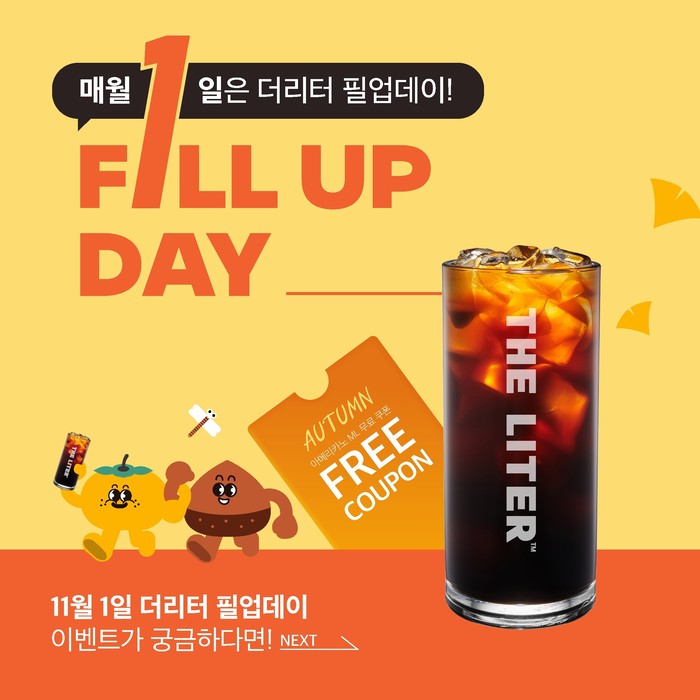 매월 1일은 더리터 필업데이!
FILL UP
DAY
AUTUMN
아메리카노 ML 무료 쿠폰
FREE
COUPON
THE LITER™
THE LITER
11월 1일 더리터 필업데이
이벤트가 궁금하다면! NEXT